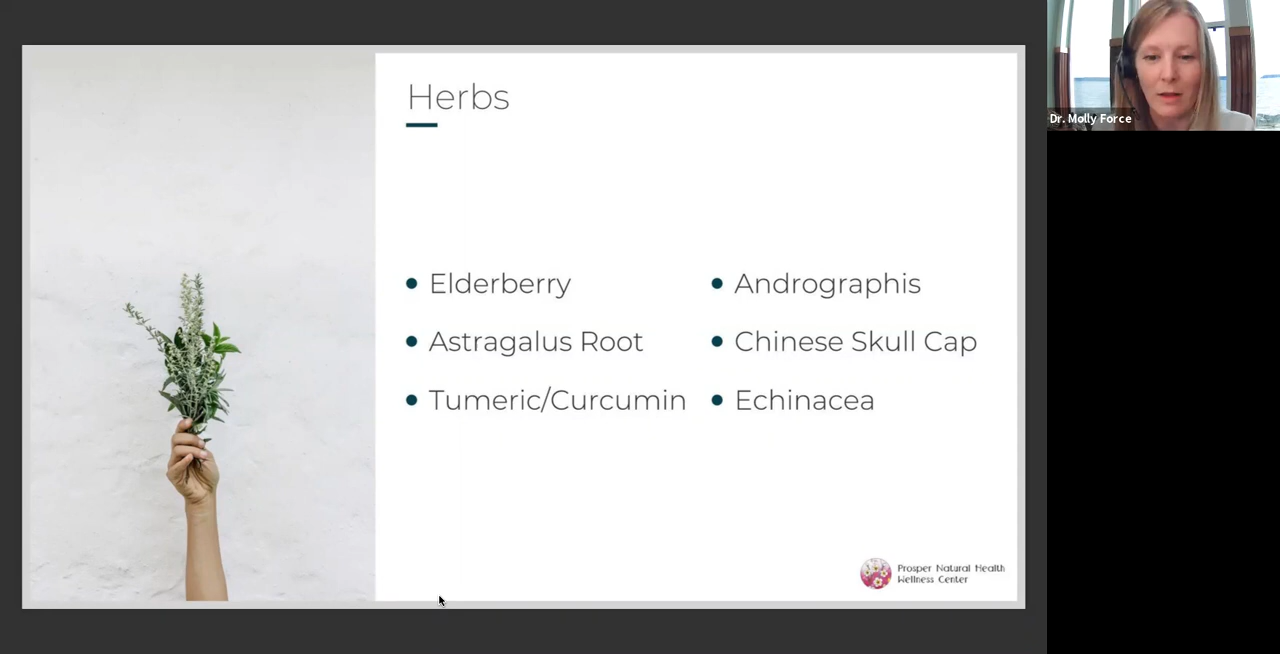 Herbs
Elderberry
Astragalus Root
Tumeric/Curcumin
Andrographis
Chinese Skull Cap
Echinacea
Prosper Natural Health
Wellness Center
Dr. Molly Force